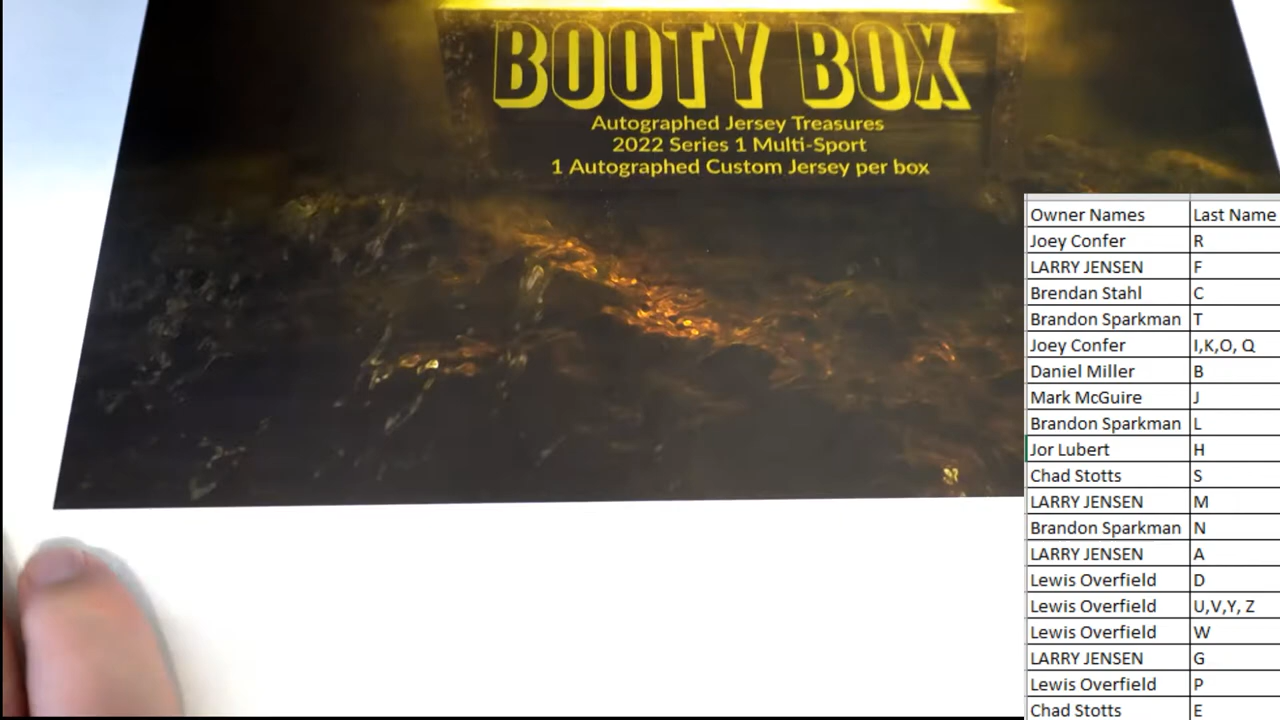 BOOTY BOX
Autographed Jersey Treasures
2022 Series 1 Multi-Sport
1 Autographed Custom Jersey per box
Owner Names Last Name
Joey Confer R
LARRY JENSEN F
Brendan Stahl C
Brandon Sparkman T
Joey Confer I,K,O, Q
Daniel Miller B
Mark McGuire J
Brandon Sparkman L
Jor Lubert H
Chad Stotts S
LARRY JENSEN M
Brandon Sparkman N
LARRY JENSEN A
Lewis Overfield D
Lewis Overfield U,V,Y, Z
Lewis Overfield W
LARRY JENSEN G
Lewis Overfield P
Chad Stotts E